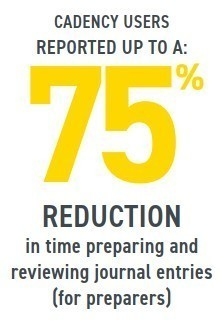 CADENCY USERS
REPORTED UP TO A:
75%
REDUCTION
in time preparing and
reviewing journal entries
(for preparers)